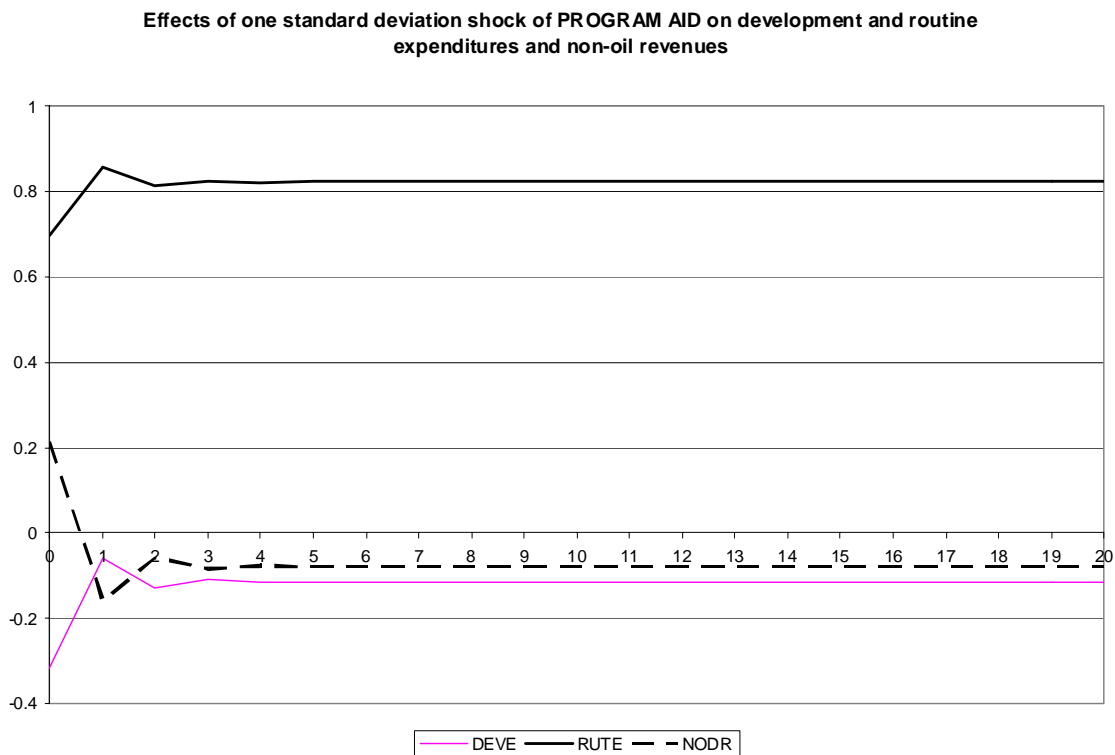 Effects of one standard deviation shock of PROGRAM AID on development and routine
expenditures and non-oil revenues
1
0.8
0.6
0.4
0.2
0
0 1 2 3 4 5 6 7 8 9 10 11 12 13 14 15 16 17 18 19 20
-0.2
-0.4
DEVE RUTE NODR